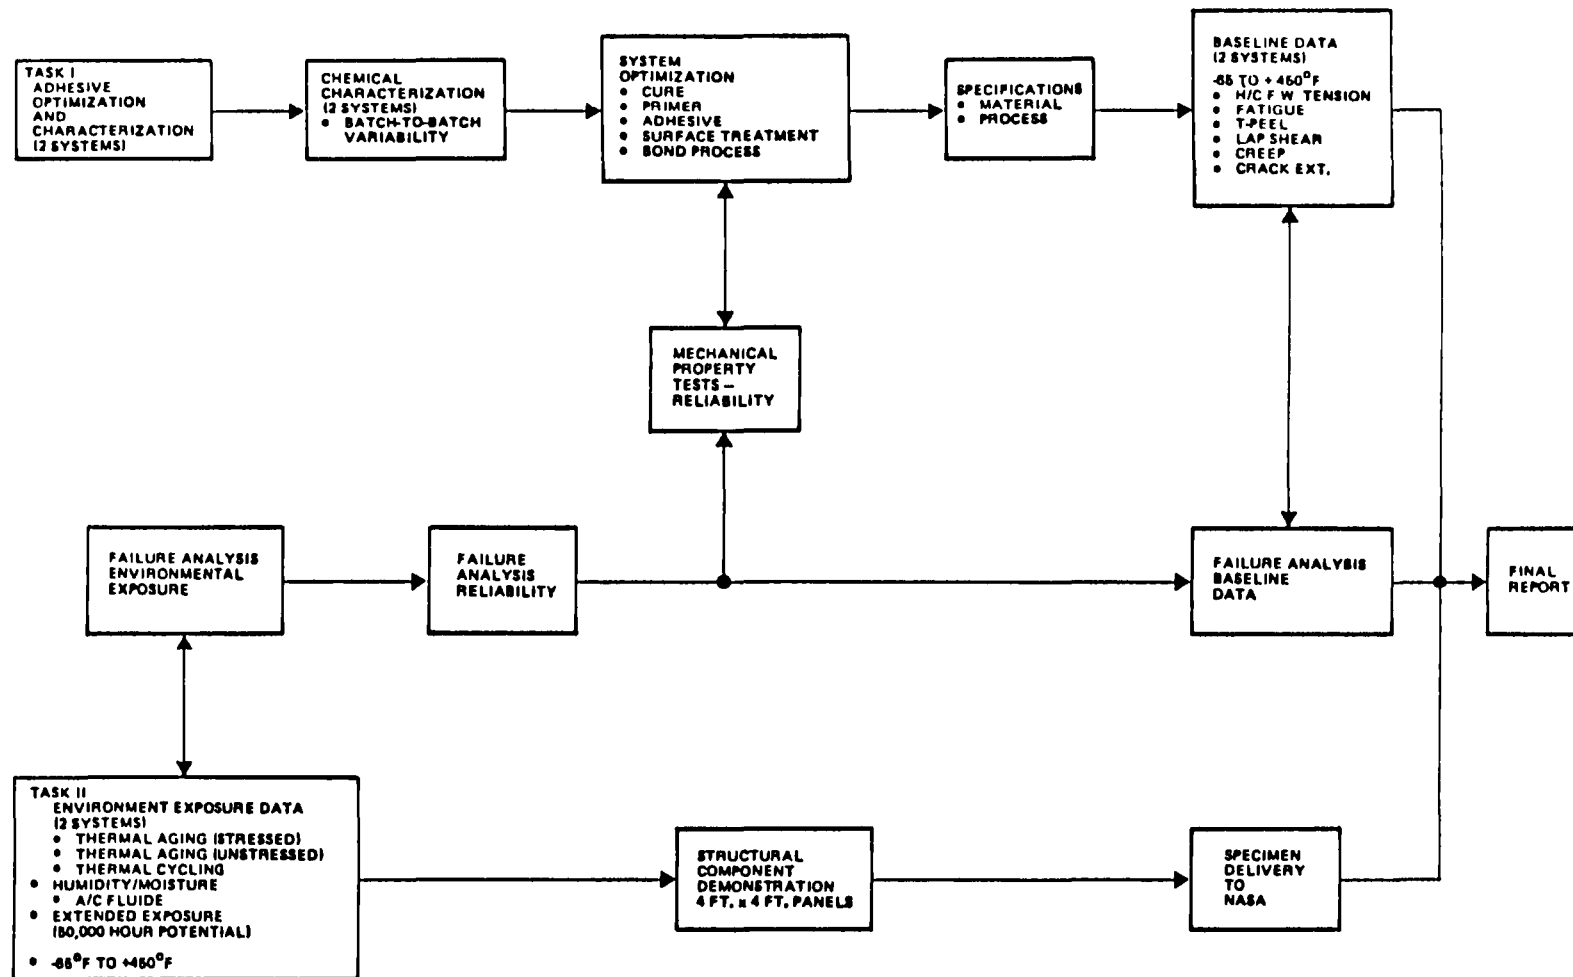 TASK I
ADHESIVE
OPTIMIZATION
AND
CHARACTERIZATION
(2 SYSTEMS)
CHEMICAL
CHARACTERIZATION
(2 SYSTEMS)
• BATCH-TO-BATCH
VARIABILITY
SYSTEM
OPTIMIZATION
• CURE
• PRIMER
• ADHESIVE
• SURFACE TREATMENT
• BOND PROCESS
SPECIFICATIONS
• MATERIAL
• PROCESS
BASELINE DATA
(2 SYSTEMS)
-65 TO + 450°F
• H/C F.W. TENSION
• FATIGUE
• T-PEEL
• LAP SHEAR
• CREEP
• CRACK EXT.
MECHANICAL
PROPERTY
TESTS –
RELIABILITY
FAILURE ANALYSIS
ENVIRONMENTAL
EXPOSURE
FAILURE
ANALYSIS
RELIABILITY
FAILURE ANALYSIS
BASELINE
DATA
FINAL
REPORT
TASK II
ENVIRONMENT EXPOSURE DATA
(2 SYSTEMS)
• THERMAL AGING (STRESSED)
• THERMAL AGING (UNSTRESSED)
• THERMAL CYCLING
• HUMIDITY/MOISTURE
• A/C FLUIDE
• EXTENDED EXPOSURE
(50,000 HOUR POTENTIAL)
• -65°F TO +450°F
STRUCTURAL
COMPONENT
DEMONSTRATION
4 FT. x 4 FT. PANELS
SPECIMEN
DELIVERY
TO
NASA